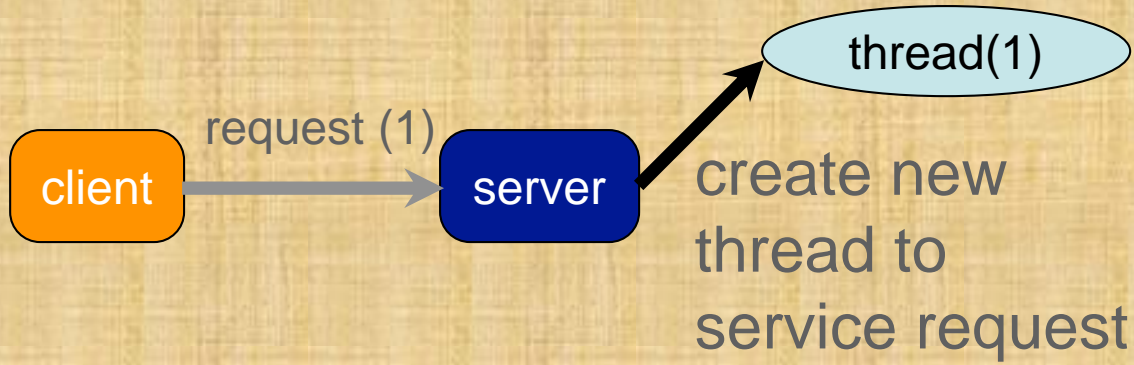 thread(1)
request (1)
client
server
create new
thread to
service request